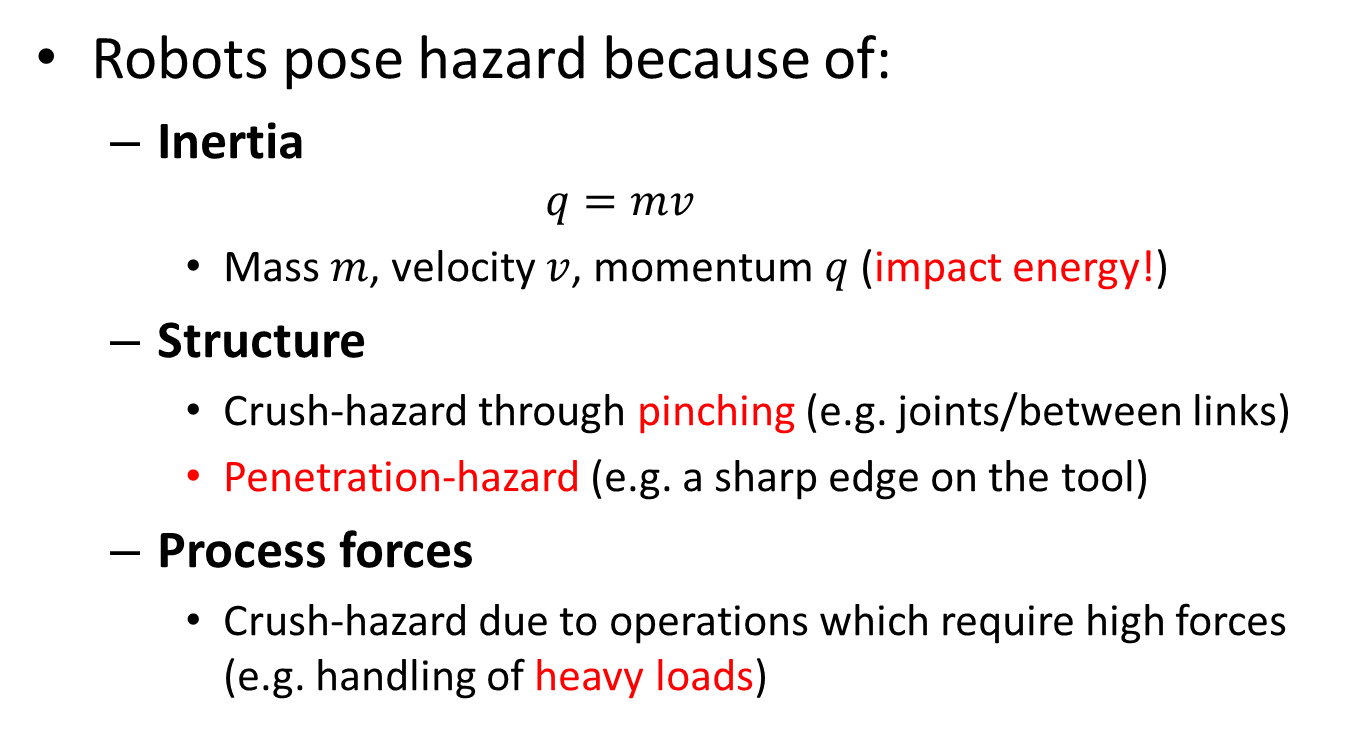 • Robots pose hazard because of:
– Inertia
q = mv
• Mass m, velocity v, momentum q (impact energy!)
– Structure
• Crush-hazard through pinching (e.g. joints/between links)
• Penetration-hazard (e.g. a sharp edge on the tool)
– Process forces
• Crush-hazard due to operations which require high forces
(e.g. handling of heavy loads)